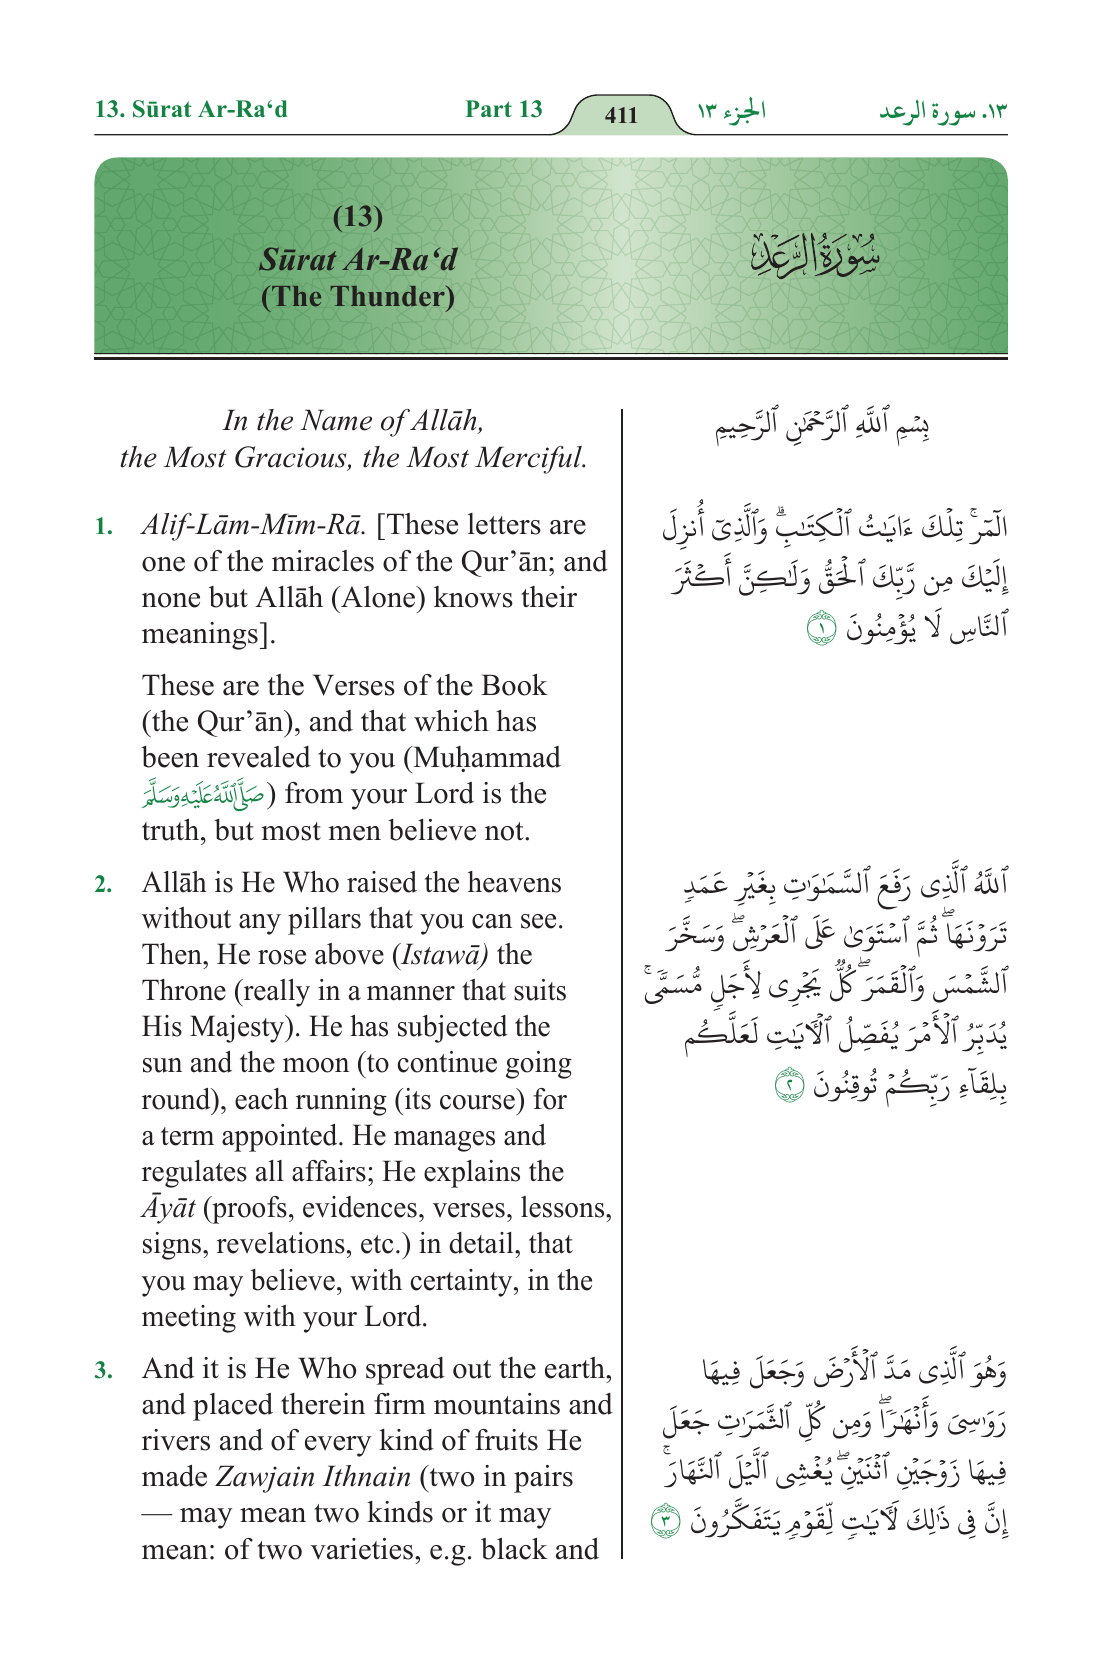 13. Sūrat Ar-Ra‘d Part 13 411 الجزء ١٣ ١٣. سورة الرعد
(13)
Sūrat Ar-Ra‘d
(The Thunder)
سُورَةُ الرَّعْدِ
In the Name of Allāh,
the Most Gracious, the Most Merciful.
1. Alif-Lām-Mīm-Rā. [These letters are
one of the miracles of the Qur’ān; and
none but Allāh (Alone) knows their
meanings].
These are the Verses of the Book
(the Qur’ān), and that which has
been revealed to you (Muḥammad
صَلَّى اللَّهُ عَلَيْهِ وَسَلَّمَ) from your Lord is the
truth, but most men believe not.
2. Allāh is He Who raised the heavens
without any pillars that you can see.
Then, He rose above (Istawā) the
Throne (really in a manner that suits
His Majesty). He has subjected the
sun and the moon (to continue going
round), each running (its course) for
a term appointed. He manages and
regulates all affairs; He explains the
Āyāt (proofs, evidences, verses, lessons,
signs, revelations, etc.) in detail, that
you may believe, with certainty, in the
meeting with your Lord.
3. And it is He Who spread out the earth,
and placed therein firm mountains and
rivers and of every kind of fruits He
made Zawjain Ithnain (two in pairs
— may mean two kinds or it may
mean: of two varieties, e.g. black and
بِسْمِ ٱللَّهِ ٱلرَّحْمَٰنِ ٱلرَّحِيمِ
الٓمٓر ۚ تِلْكَ ءَايَٰتُ ٱلْكِتَٰبِ ۗ وَٱلَّذِىٓ أُنزِلَ
إِلَيْكَ مِن رَّبِّكَ ٱلْحَقُّ وَلَٰكِنَّ أَكْثَرَ
ٱلنَّاسِ لَا يُؤْمِنُونَ ١
ٱللَّهُ ٱلَّذِى رَفَعَ ٱلسَّمَٰوَٰتِ بِغَيْرِ عَمَدٍ
تَرَوْنَهَا ۖ ثُمَّ ٱسْتَوَىٰ عَلَى ٱلْعَرْشِ ۖ وَسَخَّرَ
ٱلشَّمْسَ وَٱلْقَمَرَ ۖ كُلٌّ يَجْرِى لِأَجَلٍ مُّسَمًّى ۚ
يُدَبِّرُ ٱلْأَمْرَ يُفَصِّلُ ٱلْءَايَٰتِ لَعَلَّكُم
بِلِقَآءِ رَبِّكُمْ تُوقِنُونَ ٢
وَهُوَ ٱلَّذِى مَدَّ ٱلْأَرْضَ وَجَعَلَ فِيهَا
رَوَٰسِىَ وَأَنْهَٰرًا ۖ وَمِن كُلِّ ٱلثَّمَرَٰتِ جَعَلَ
فِيهَا زَوْجَيْنِ ٱثْنَيْنِ ۖ يُغْشِى ٱلَّيْلَ ٱلنَّهَارَ ۚ
إِنَّ فِى ذَٰلِكَ لَءَايَٰتٍ لِّقَوْمٍ يَتَفَكَّرُونَ ٣